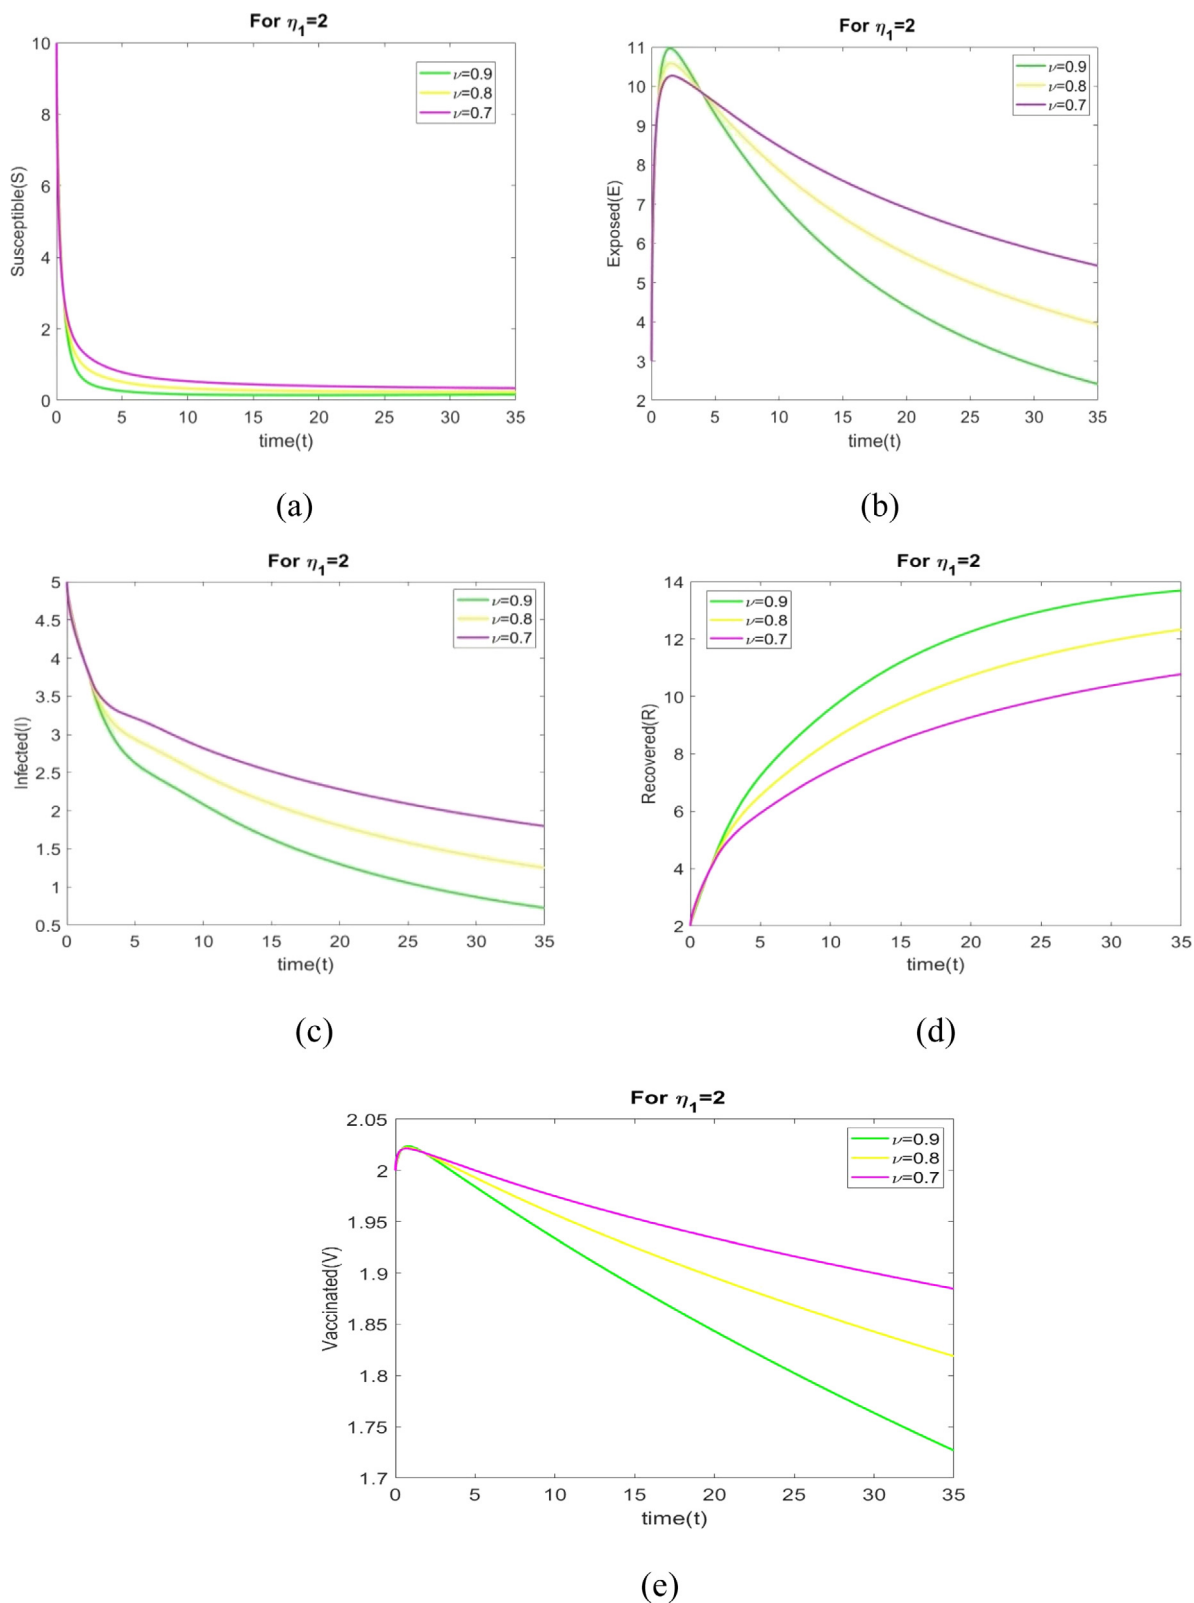 For η₁=2
10
8
6
4
2
0
0 5 10 15 20 25 30 35
Susceptible(S)
time(t)
ν=0.9
ν=0.8
ν=0.7
(a)
For η₁=2
11
10
9
8
7
6
5
4
3
2
0 5 10 15 20 25 30 35
Exposed(E)
time(t)
ν=0.9
ν=0.8
ν=0.7
(b)
For η₁=2
5
4.5
4
3.5
3
2.5
2
1.5
1
0.5
0 5 10 15 20 25 30 35
Infected(I)
time(t)
ν=0.9
ν=0.8
ν=0.7
(c)
For η₁=2
14
12
10
8
6
4
2
0 5 10 15 20 25 30 35
Recovered(R)
time(t)
ν=0.9
ν=0.8
ν=0.7
(d)
For η₁=2
2.05
2
1.95
1.9
1.85
1.8
1.75
1.7
0 5 10 15 20 25 30 35
Vaccinated(V)
time(t)
ν=0.9
ν=0.8
ν=0.7
(e)